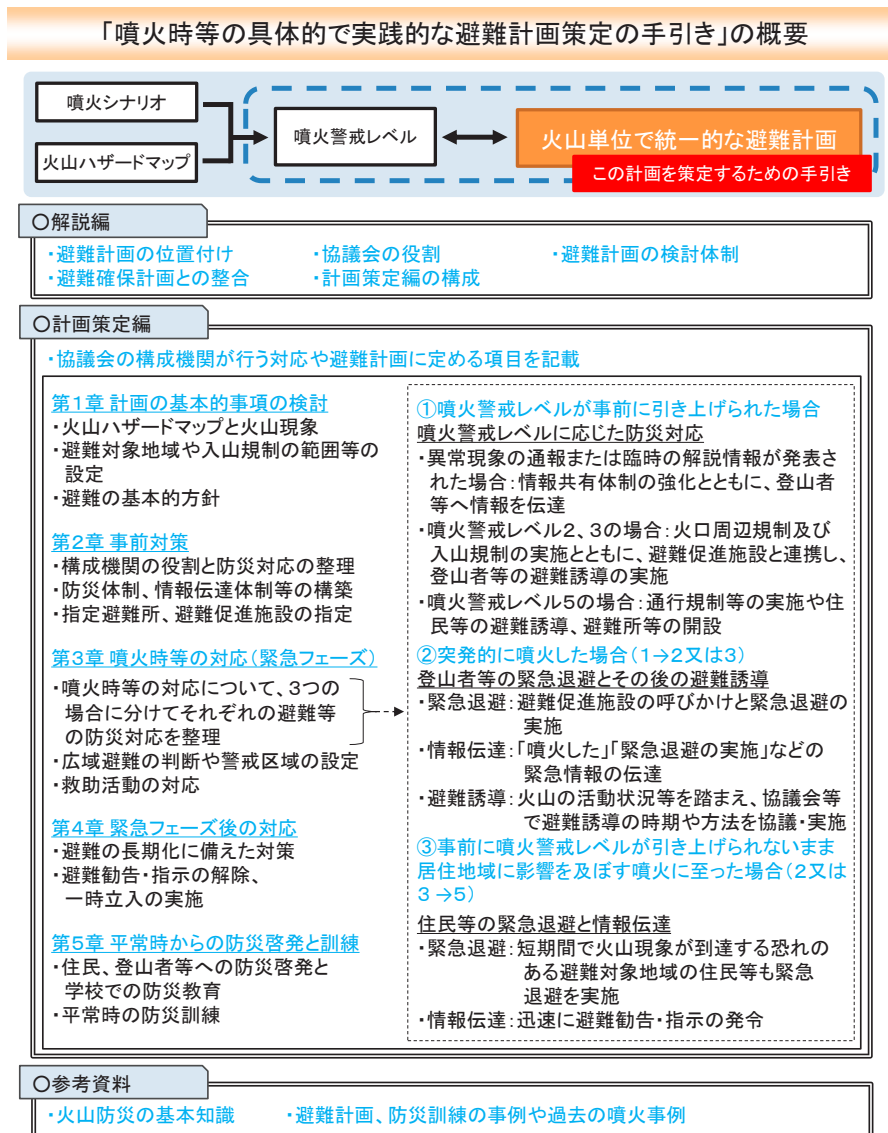 「噴火時等の具体的で実践的な避難計画策定の手引き」の概要
噴火シナリオ
火山ハザードマップ
噴火警戒レベル
火山単位で統一的な避難計画
この計画を策定するための手引き
○解説編
・避難計画の位置付け ・協議会の役割 ・避難計画の検討体制
・避難確保計画との整合 ・計画策定編の構成
○計画策定編
・協議会の構成機関が行う対応や避難計画に定める項目を記載
第1章 計画の基本的事項の検討
・火山ハザードマップと火山現象
・避難対象地域や入山規制の範囲等の
設定
・避難の基本的方針
第2章 事前対策
・構成機関の役割と防災対応の整理
・防災体制、情報伝達体制等の構築
・指定避難所、避難促進施設の指定
第3章 噴火時等の対応(緊急フェーズ)
・噴火時等の対応について、3つの
場合に分けてそれぞれの避難等
の防災対応を整理
・広域避難の判断や警戒区域の設定
・救助活動の対応
第4章 緊急フェーズ後の対応
・避難の長期化に備えた対策
・避難勧告・指示の解除、
一時立入の実施
第5章 平常時からの防災啓発と訓練
・住民、登山者等への防災啓発と
学校での防災教育
・平常時の防災訓練
①噴火警戒レベルが事前に引き上げられた場合
噴火警戒レベルに応じた防災対応
・異常現象の通報または臨時の解説情報が発表さ
れた場合:情報共有体制の強化とともに、登山者
等へ情報を伝達
・噴火警戒レベル2、3の場合:火口周辺規制及び
入山規制の実施とともに、避難促進施設と連携し、
登山者等の避難誘導の実施
・噴火警戒レベル5の場合:通行規制等の実施や住
民等の避難誘導、避難所等の開設
②突発的に噴火した場合(1→2又は3)
登山者等の緊急退避とその後の避難誘導
・緊急退避:避難促進施設の呼びかけと緊急退避の
実施
・情報伝達:「噴火した」「緊急退避の実施」などの
緊急情報の伝達
・避難誘導:火山の活動状況等を踏まえ、協議会等
で避難誘導の時期や方法を協議・実施
③事前に噴火警戒レベルが引き上げられないまま
居住地域に影響を及ぼす噴火に至った場合(2又は
3→5)
住民等の緊急退避と情報伝達
・緊急退避:短期間で火山現象が到達する恐れの
ある避難対象地域の住民等も緊急
退避を実施
・情報伝達:迅速に避難勧告・指示の発令
○参考資料
・火山防災の基本知識 ・避難計画、防災訓練の事例や過去の噴火事例